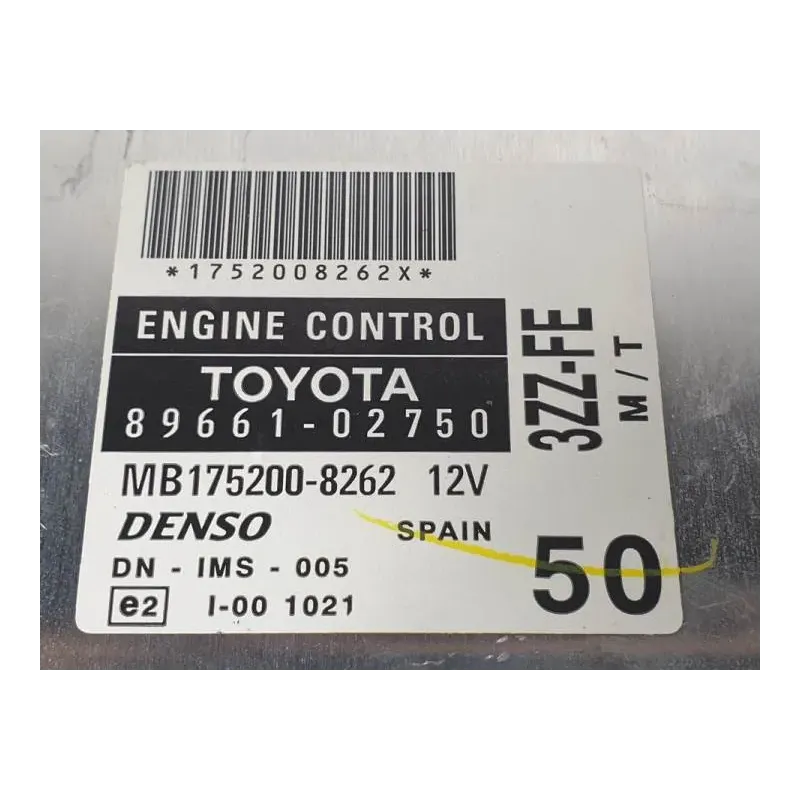 *1752008262X*
ENGINE CONTROL
TOYOTA
89661-02750
3ZZ-FE
M/T
MB175200-8262 12V
DENSO SPAIN
DN - IMS - 005
50
e2 I-00 1021